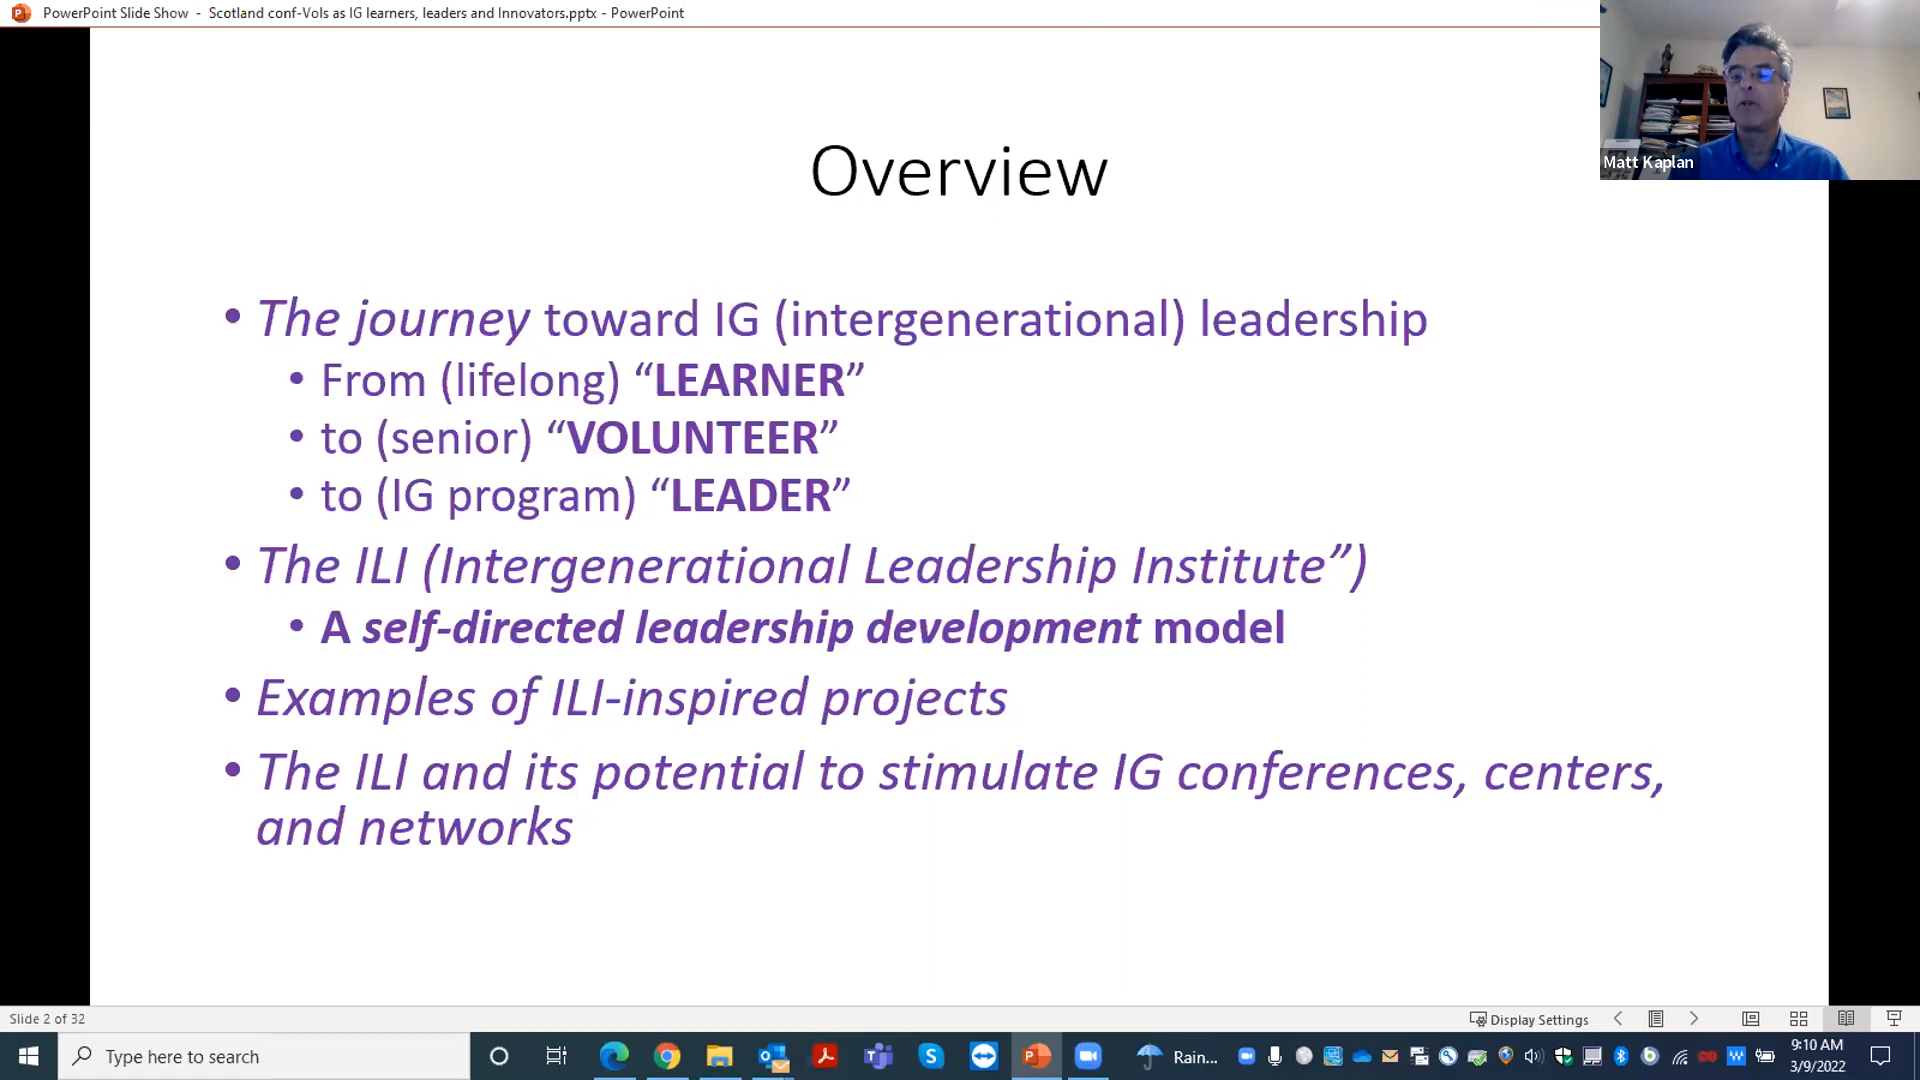 PowerPoint Slide Show - Scotland conf-Vols as IG learners, leaders and Innovators.pptx - PowerPoint
Matt Kaplan
Overview
• The journey toward IG (intergenerational) leadership
• From (lifelong) “LEARNER”
• to (senior) “VOLUNTEER”
• to (IG program) “LEADER”
• The ILI (Intergenerational Leadership Institute”)
• A self-directed leadership development model
• Examples of ILI-inspired projects
• The ILI and its potential to stimulate IG conferences, centers,
and networks
Slide 2 of 32
Display Settings
Type here to search
Rain...
9:10 AM
3/9/2022